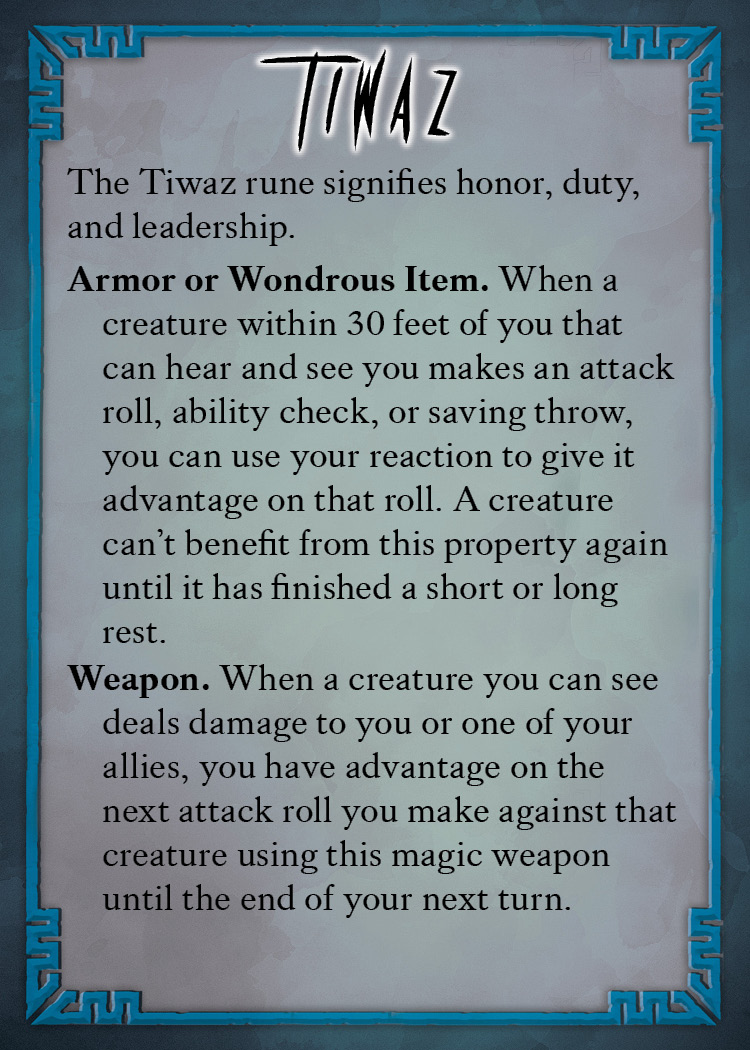 TIWAZ
The Tiwaz rune signifies honor, duty,
and leadership.
Armor or Wondrous Item. When a
creature within 30 feet of you that
can hear and see you makes an attack
roll, ability check, or saving throw,
you can use your reaction to give it
advantage on that roll. A creature
can’t benefit from this property again
until it has finished a short or long
rest.
Weapon. When a creature you can see
deals damage to you or one of your
allies, you have advantage on the
next attack roll you make against that
creature using this magic weapon
until the end of your next turn.